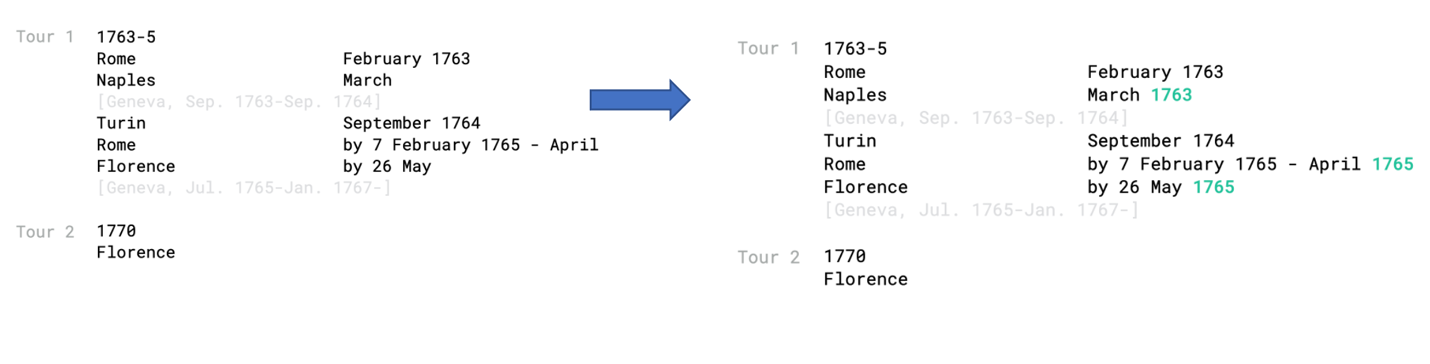 Tour 1 1763-5
Rome February 1763
Naples March
[Geneva, Sep. 1763-Sep. 1764]
Turin September 1764
Rome by 7 February 1765 - April
Florence by 26 May
[Geneva, Jul. 1765-Jan. 1767-]
Tour 2 1770
Florence
Tour 1 1763-5
Rome February 1763
Naples March 1763
[Geneva, Sep. 1763-Sep. 1764]
Turin September 1764
Rome by 7 February 1765 - April 1765
Florence by 26 May 1765
[Geneva, Jul. 1765-Jan. 1767-]
Tour 2 1770
Florence